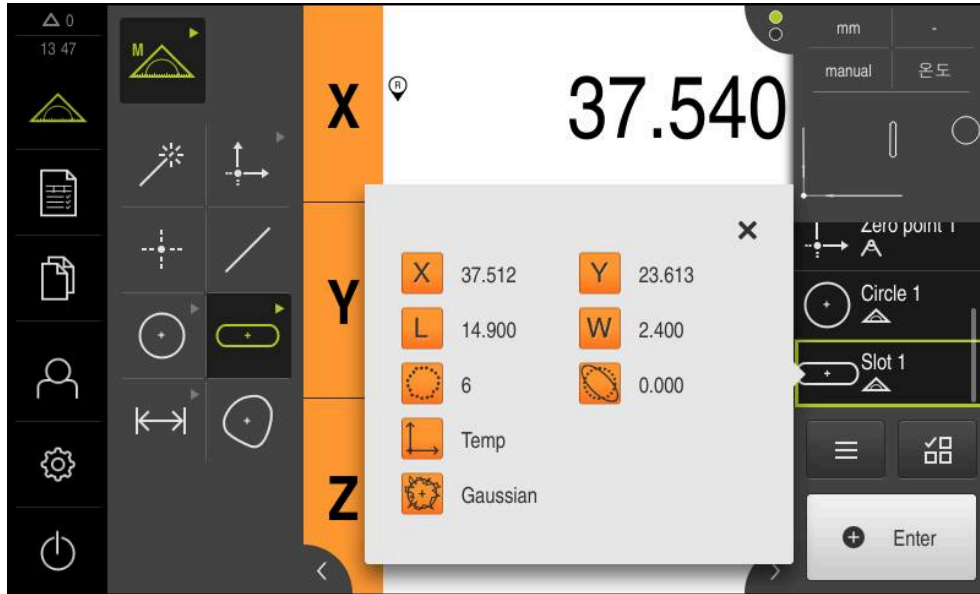 0
13 47
M
X
R
37.540
mm
-
manual
온도
Zero point 1
Circle 1
Slot 1
Y
Z
X 37.512
Y 23.613
L 14.900
W 2.400
6
0.000
Temp
Gaussian
Enter